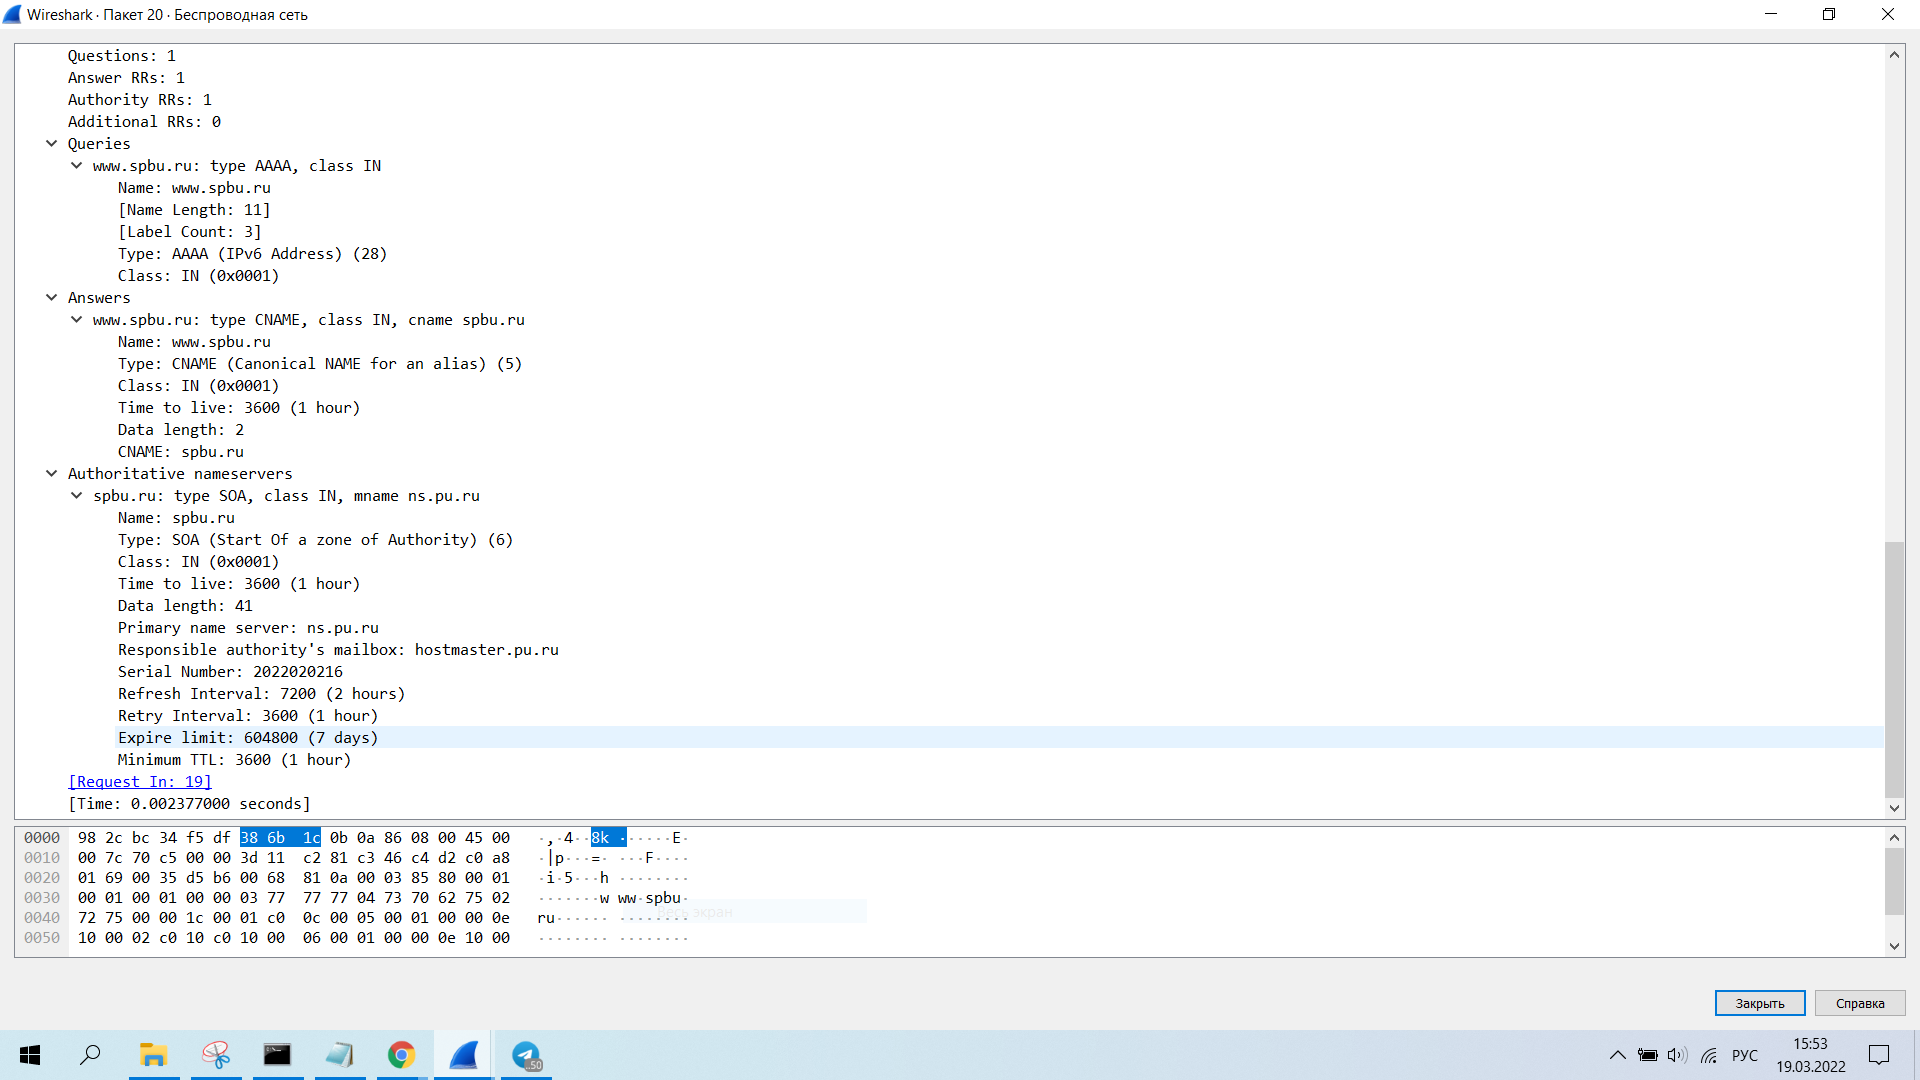 Wireshark · Пакет 20 · Беспроводная сеть
Questions: 1
Answer RRs: 1
Authority RRs: 1
Additional RRs: 0
Queries
www.spbu.ru: type AAAA, class IN
Name: www.spbu.ru
[Name Length: 11]
[Label Count: 3]
Type: AAAA (IPv6 Address) (28)
Class: IN (0x0001)
Answers
www.spbu.ru: type CNAME, class IN, cname spbu.ru
Name: www.spbu.ru
Type: CNAME (Canonical NAME for an alias) (5)
Class: IN (0x0001)
Time to live: 3600 (1 hour)
Data length: 2
CNAME: spbu.ru
Authoritative nameservers
spbu.ru: type SOA, class IN, mname ns.pu.ru
Name: spbu.ru
Type: SOA (Start Of a zone of Authority) (6)
Class: IN (0x0001)
Time to live: 3600 (1 hour)
Data length: 41
Primary name server: ns.pu.ru
Responsible authority's mailbox: hostmaster.pu.ru
Serial Number: 2022020216
Refresh Interval: 7200 (2 hours)
Retry Interval: 3600 (1 hour)
Expire limit: 604800 (7 days)
Minimum TTL: 3600 (1 hour)
[Request In: 19]
[Time: 0.002377000 seconds]
0000 98 2c bc 34 f5 df 38 6b 1c 0b 0a 86 08 00 45 00 ·,·4··8k ······E·
0010 00 7c 70 c5 00 00 3d 11 c2 81 c3 46 c4 d2 c0 a8 ·|p···=· ···F····
0020 01 69 00 35 d5 b6 00 68 81 0a 00 03 85 80 00 01 ·i·5···h ········
0030 00 01 00 01 00 00 03 77 77 77 04 73 70 62 75 02 ·······w ww·spbu·
0040 72 75 00 00 1c 00 01 c0 0c 00 05 00 01 00 00 0e ru······ ········
0050 10 00 02 c0 10 c0 10 00 06 00 01 00 00 0e 10 00 ········ ········
Весь экран
Закрыть Справка
50
РУС
15:53
19.03.2022